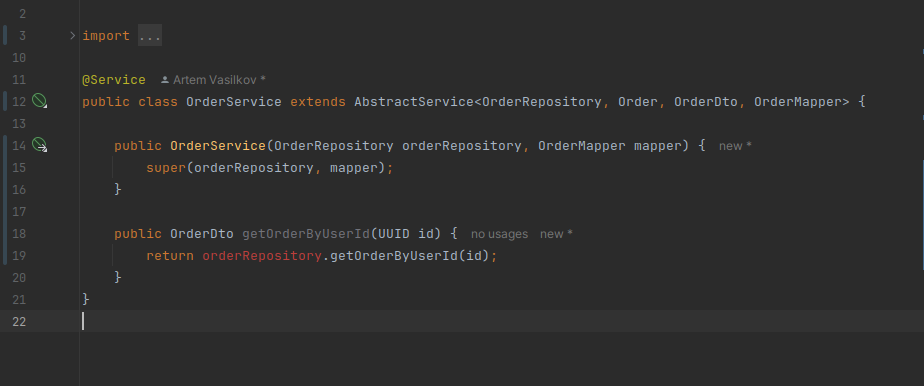 2
3 import ...
10
11 @Service Artem Vasilkov *
12 public class OrderService extends AbstractService<OrderRepository, Order, OrderDto, OrderMapper> {
13
14 public OrderService(OrderRepository orderRepository, OrderMapper mapper) { new *
15 super(orderRepository, mapper);
16 }
17
18 public OrderDto getOrderByUserId(UUID id) { no usages new *
19 return orderRepository.getOrderByUserId(id);
20 }
21 }
22